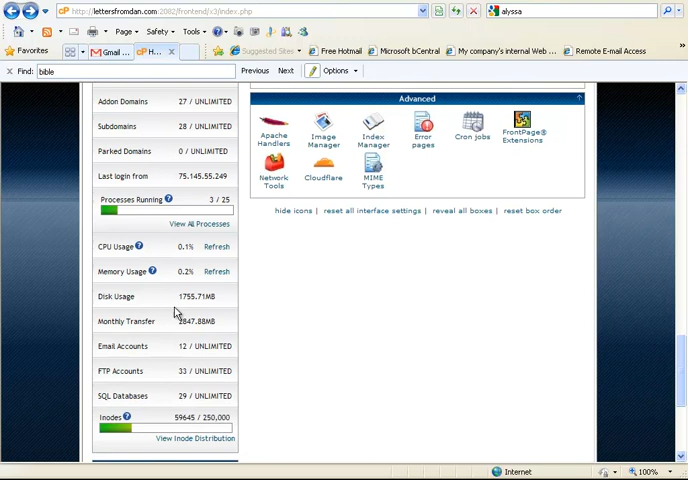 http://lettersfromdan.com:2082/frontend/x3/index.php
alyssa
Page
Safety
Tools
Favorites
Gmail ...
cP H...
Suggested Sites
Free Hotmail
Microsoft bCentral
My company's internal Web ...
Remote E-mail Access
Find: bible
Previous Next
Options
Addon Domains 27 / UNLIMITED
Subdomains 28 / UNLIMITED
Parked Domains 0 / UNLIMITED
Last login from 75.145.55.249
Processes Running ? 3 / 25
View All Processes
CPU Usage ? 0.1% Refresh
Memory Usage ? 0.2% Refresh
Disk Usage 1755.71MB
Monthly Transfer 2847.88MB
Email Accounts 12 / UNLIMITED
FTP Accounts 33 / UNLIMITED
SQL Databases 29 / UNLIMITED
Inodes ? 59645 / 250,000
View Inode Distribution
Advanced
Apache Handlers
Image Manager
Index Manager
Error pages
Cron jobs
FrontPage® Extensions
Network Tools
Cloudflare
MIME Types
hide icons | reset all interface settings | reveal all boxes | reset box order
Internet
100%